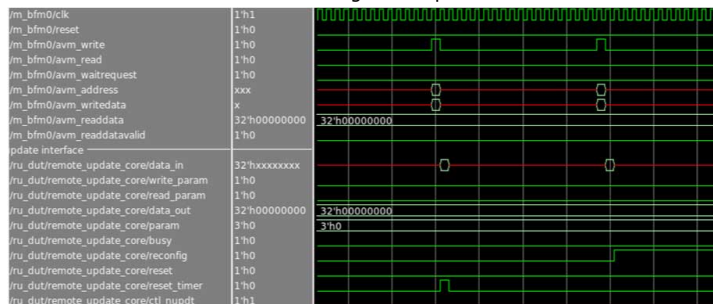 /m_bfm0/clk 1'h1
/m_bfm0/reset 1'h0
/m_bfm0/avm_write 1'h0
/m_bfm0/avm_read 1'h0
/m_bfm0/avm_waitrequest 1'h0
/m_bfm0/avm_address xxx
/m_bfm0/avm_writedata x
/m_bfm0/avm_readdata 32'h00000000 32'h00000000
/m_bfm0/avm_readdatavalid 1'h0
pdate interface
/ru_dut/remote_update_core/data_in 32'hxxxxxxxx
/ru_dut/remote_update_core/write_param 1'h0
/ru_dut/remote_update_core/read_param 1'h0
/ru_dut/remote_update_core/data_out 32'h00000000 32'h00000000
/ru_dut/remote_update_core/param 3'h0 3'h0
/ru_dut/remote_update_core/busy 1'h0
/ru_dut/remote_update_core/reconfig 1'h0
/ru_dut/remote_update_core/reset 1'h0
/ru_dut/remote_update_core/reset_timer 1'h0
/ru_dut/remote_update_core/ctl_nupdt 1'h1